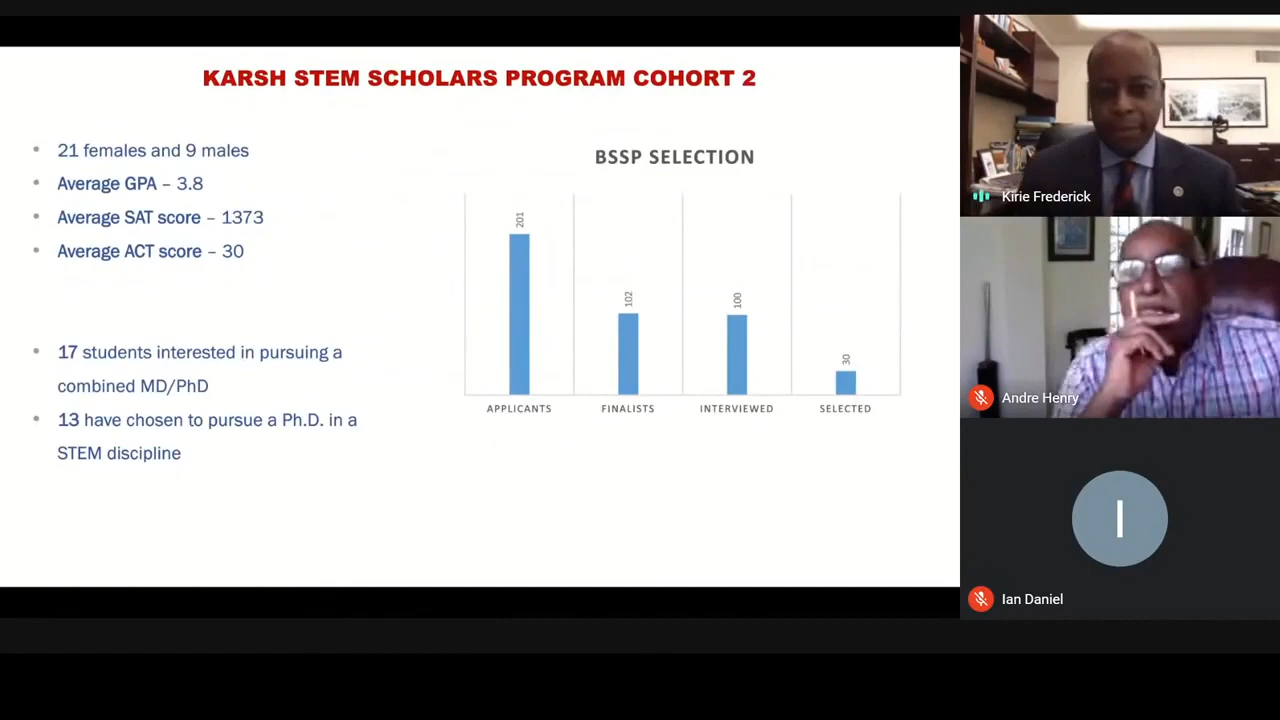 KARSH STEM SCHOLARS PROGRAM COHORT 2
• 21 females and 9 males
• Average GPA – 3.8
• Average SAT score – 1373
• Average ACT score – 30
• 17 students interested in pursuing a
combined MD/PhD
• 13 have chosen to pursue a Ph.D. in a
STEM discipline
BSSP SELECTION
201
102
100
30
APPLICANTS
FINALISTS
INTERVIEWED
SELECTED
Kirie Frederick
Andre Henry
I
Ian Daniel